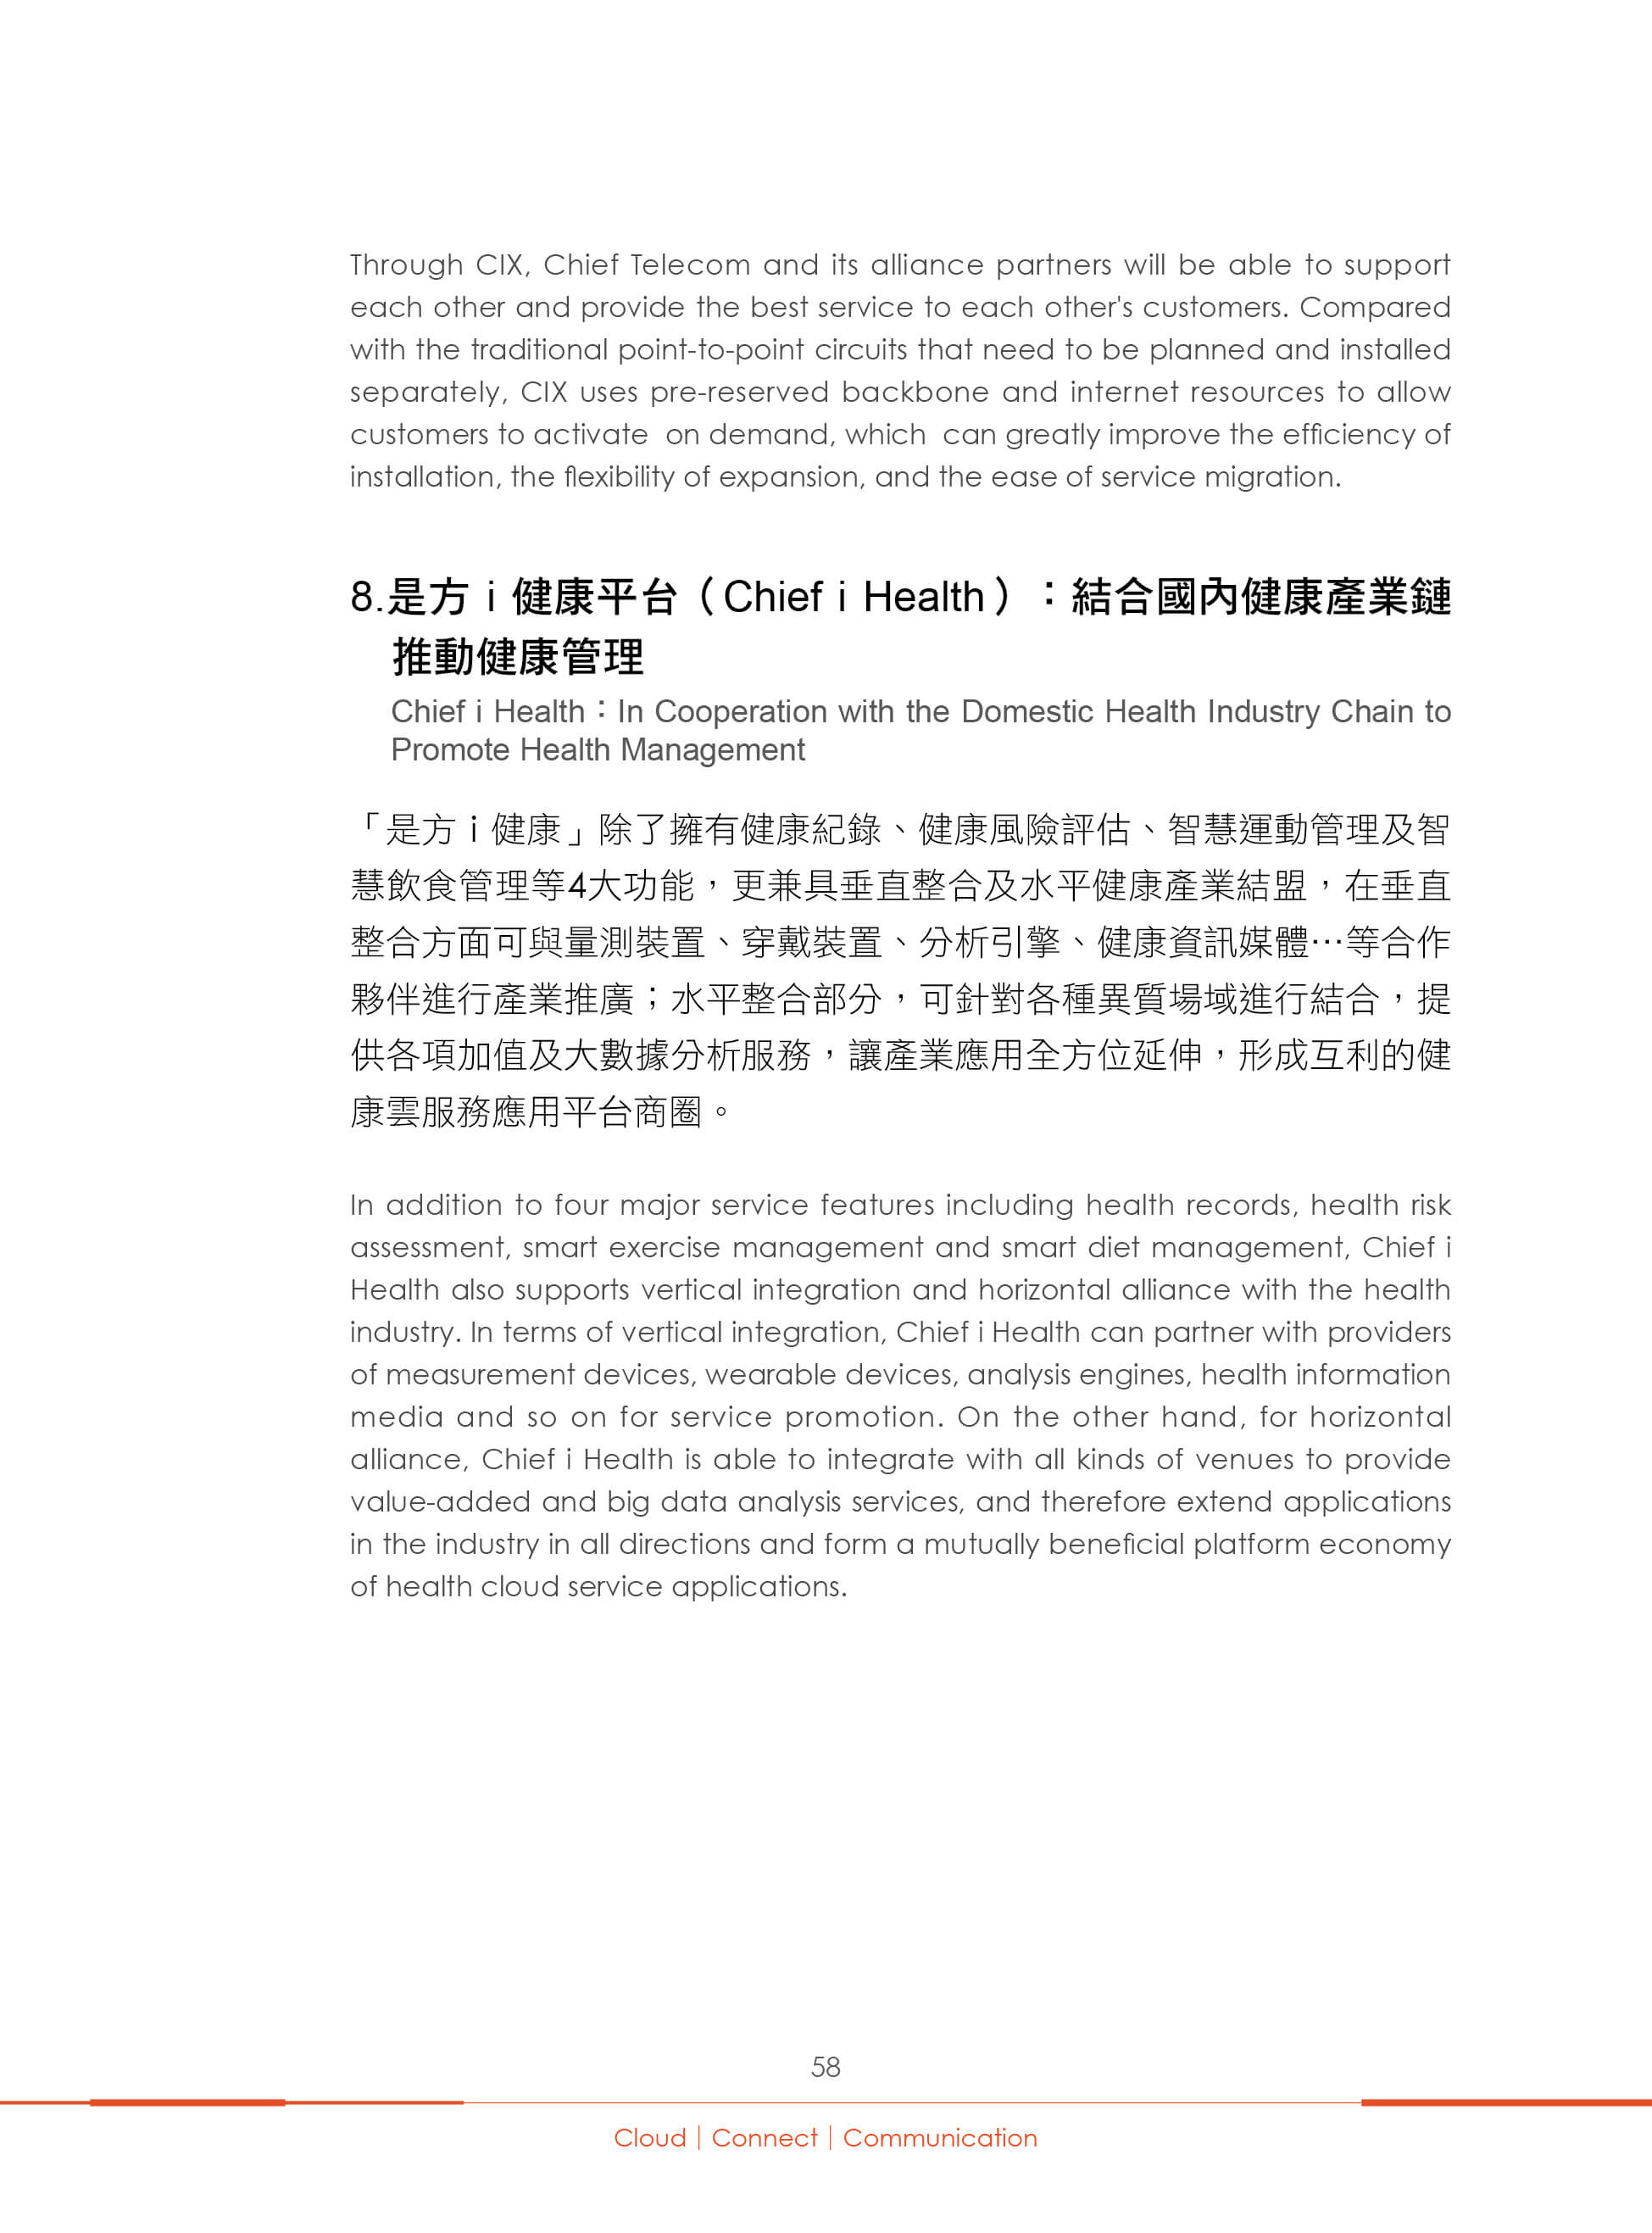 Through CIX, Chief Telecom and its alliance partners will be able to support
each other and provide the best service to each other's customers. Compared
with the traditional point-to-point circuits that need to be planned and installed
separately, CIX uses pre-reserved backbone and internet resources to allow
customers to activate  on demand, which  can greatly improve the efficiency of
installation, the flexibility of expansion, and the ease of service migration.
8.是方 i 健康平台（Chief i Health）：結合國內健康產業鏈
推動健康管理
Chief i Health：In Cooperation with the Domestic Health Industry Chain to
Promote Health Management
「是方 i 健康」除了擁有健康紀錄、健康風險評估、智慧運動管理及智
慧飲食管理等4大功能，更兼具垂直整合及水平健康產業結盟，在垂直
整合方面可與量測裝置、穿戴裝置、分析引擎、健康資訊媒體…等合作
夥伴進行產業推廣；水平整合部分，可針對各種異質場域進行結合，提
供各項加值及大數據分析服務，讓產業應用全方位延伸，形成互利的健
康雲服務應用平台商圈。
In addition to four major service features including health records, health risk
assessment, smart exercise management and smart diet management, Chief i
Health also supports vertical integration and horizontal alliance with the health
industry. In terms of vertical integration, Chief i Health can partner with providers
of measurement devices, wearable devices, analysis engines, health information
media and so on for service promotion. On the other hand, for horizontal
alliance, Chief i Health is able to integrate with all kinds of venues to provide
value-added and big data analysis services, and therefore extend applications
in the industry in all directions and form a mutually beneficial platform economy
of health cloud service applications.
58
Cloud｜Connect｜Communication